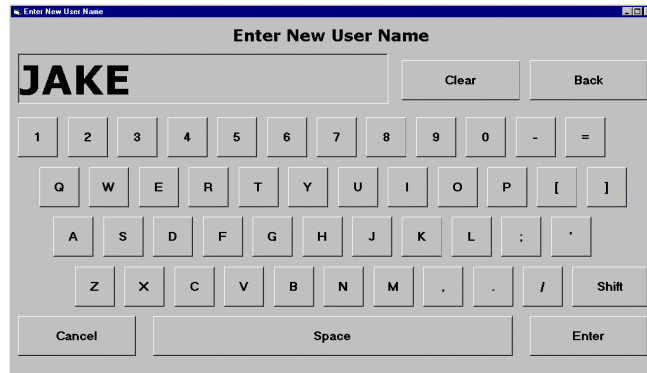 Enter New User Name
Enter New User Name
JAKE Clear Back
1 2 3 4 5 6 7 8 9 0 - =
Q W E R T Y U I O P [ ]
A S D F G H J K L ; '
Z X C V B N M , . / Shift
Cancel Space Enter